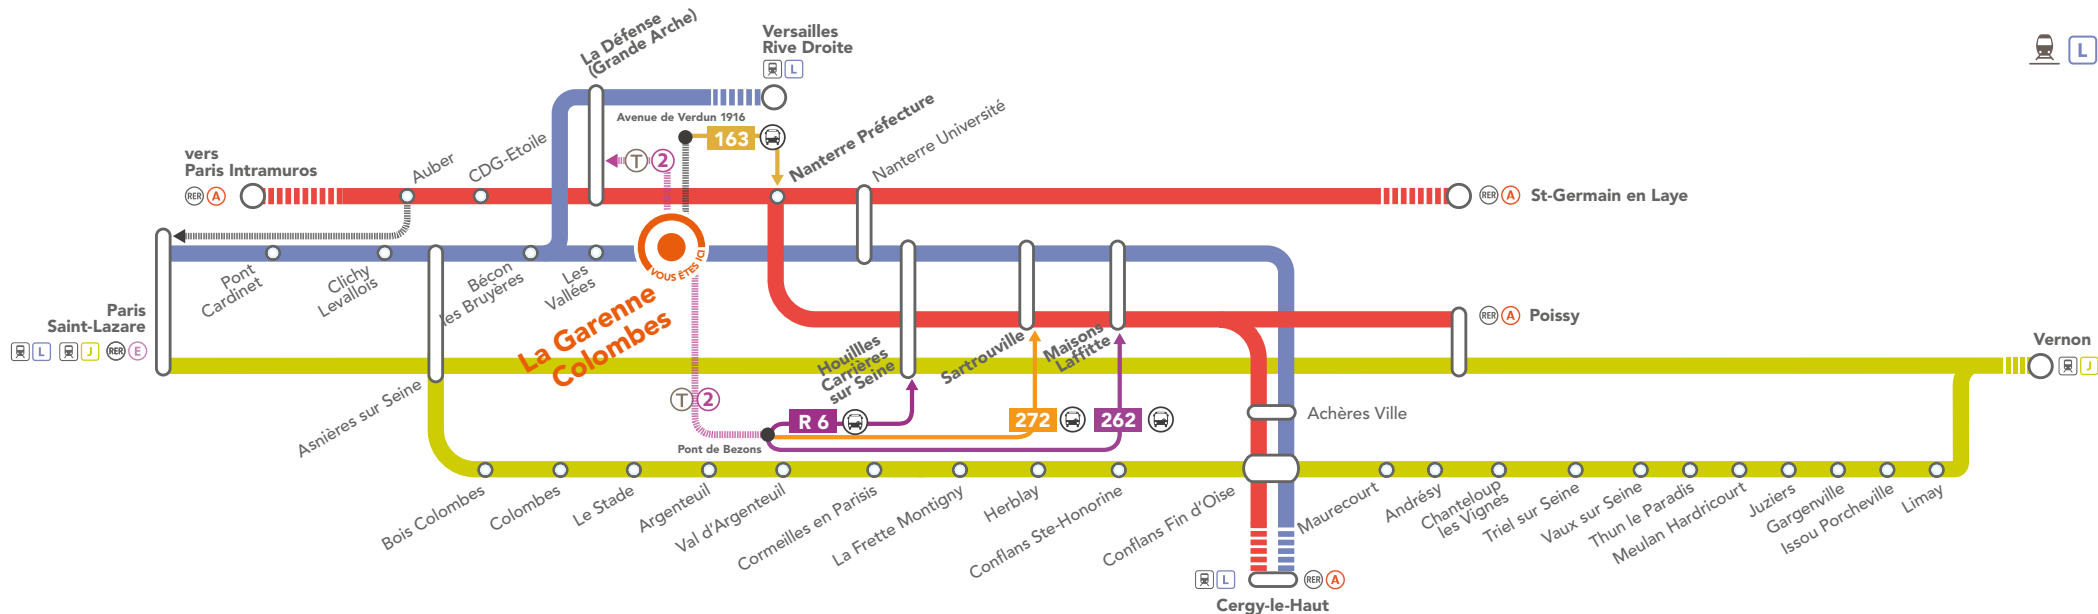 La Défense
(Grande Arche)
Versailles
Rive Droite
L
L
Avenue de Verdun 1916
163
T 2
Nanterre Préfecture
Nanterre Université
vers
Paris Intramuros
RER A
Auber
CDG-Etoile
RER A St-Germain en Laye
Pont
Cardinet
Clichy
Levallois
Bécon
les Bruyères
Les
Vallées
VOUS ÊTES ICI
La Garenne
Colombes
Paris
Saint-Lazare
L J RER E
Asnières sur Seine
Houillles
Carrières
sur Seine
Sartrouville
Maisons
Laffitte
RER A Poissy
Vernon
J
T 2
Pont de Bezons
R 6
272
262
Achères Ville
Bois Colombes
Colombes
Le Stade
Argenteuil
Val d'Argenteuil
Cormeilles en Parisis
La Frette Montigny
Herblay
Conflans Ste-Honorine
Conflans Fin d'Oise
Maurecourt
Andrésy
Chanteloup
les Vignes
Triel sur Seine
Vaux sur Seine
Thun le Paradis
Meulan Hardricourt
Juziers
Gargenville
Issou Porcheville
Limay
L RER A
Cergy-le-Haut